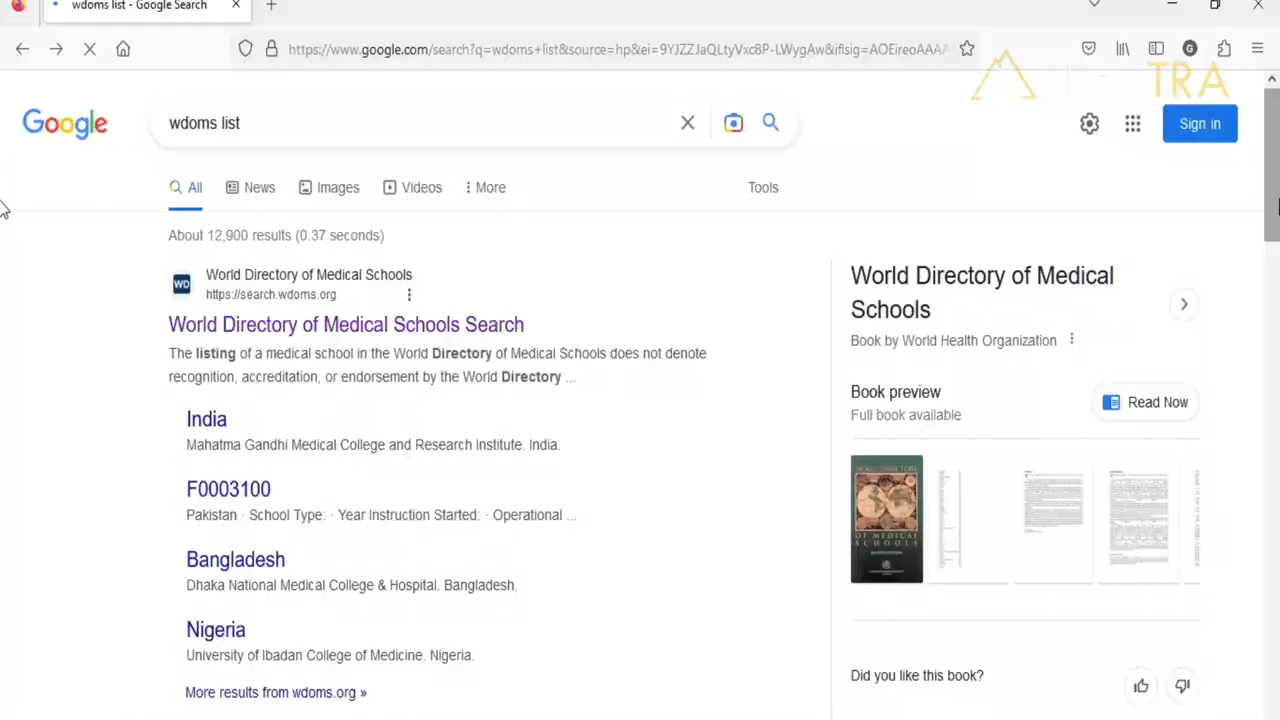 wdoms list - Google Search
https://www.google.com/search?q=wdoms+list&source=hp&ei=9YJZZJaQLtyVxc8P-LWygAw&iflsig=AOEireoAAAA
TRA
Google
wdoms list
Sign in
All
News
Images
Videos
More
Tools
About 12,900 results (0.37 seconds)
WD
World Directory of Medical Schools
https://search.wdoms.org
World Directory of Medical Schools Search
The listing of a medical school in the World Directory of Medical Schools does not denote
recognition, accreditation, or endorsement by the World Directory ...
India
Mahatma Gandhi Medical College and Research Institute. India.
F0003100
Pakistan · School Type: · Year Instruction Started: · Operational ...
Bangladesh
Dhaka National Medical College & Hospital. Bangladesh.
Nigeria
University of Ibadan College of Medicine. Nigeria.
More results from wdoms.org »
World Directory of Medical
Schools
Book by World Health Organization
Book preview
Full book available
Read Now
WORLD DIRECTORY
OF MEDICAL
SCHOOLS
Did you like this book?